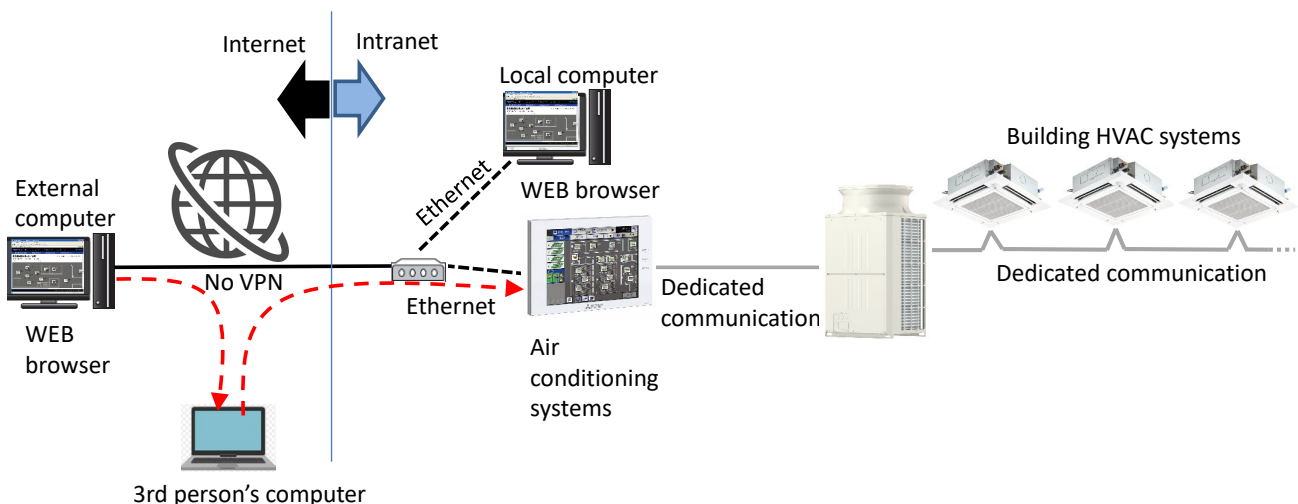 Internet
Intranet
Local computer
Building HVAC systems
External
computer
Ethernet
WEB browser
No VPN
Ethernet
Dedicated
communication
Dedicated communication
WEB
browser
Air
conditioning
systems
3rd person's computer